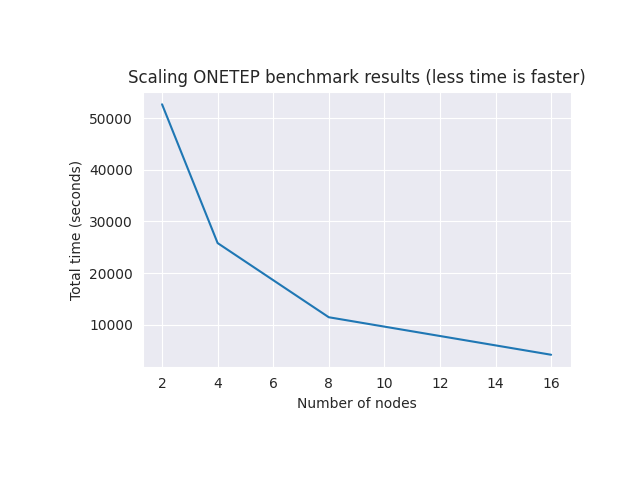 Scaling ONETEP benchmark results (less time is faster)
50000
40000
30000
20000
10000
Total time (seconds)
2 4 6 8 10 12 14 16
Number of nodes